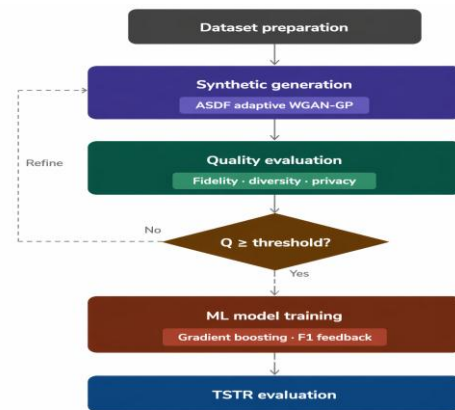 Dataset preparation
Synthetic generation
ASDF adaptive WGAN-GP
Quality evaluation
Refine
Fidelity · diversity · privacy
No
Q ≥ threshold?
Yes
ML model training
Gradient boosting · F1 feedback
TSTR evaluation